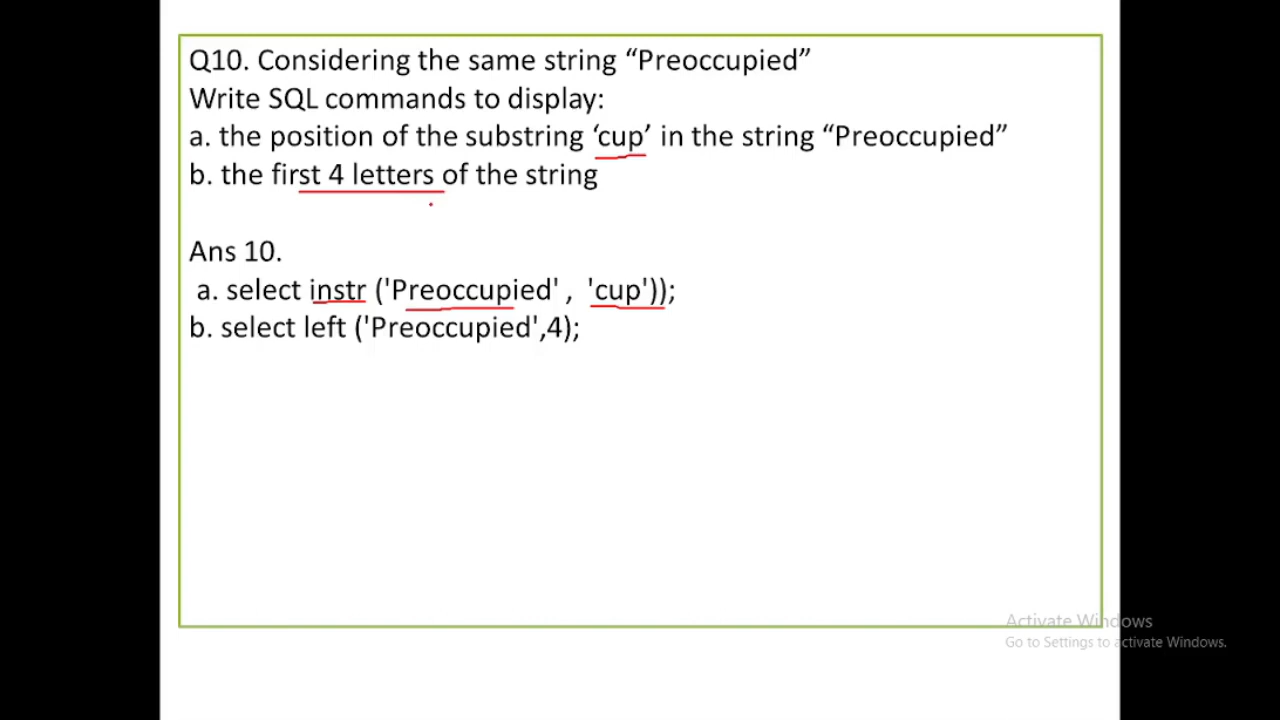 Q10. Considering the same string “Preoccupied”
Write SQL commands to display:
a. the position of the substring ‘cup’ in the string “Preoccupied”
b. the first 4 letters of the string
Ans 10.
a. select instr ('Preoccupied' , 'cup'));
b. select left ('Preoccupied',4);
Activate Windows
Go to Settings to activate Windows.